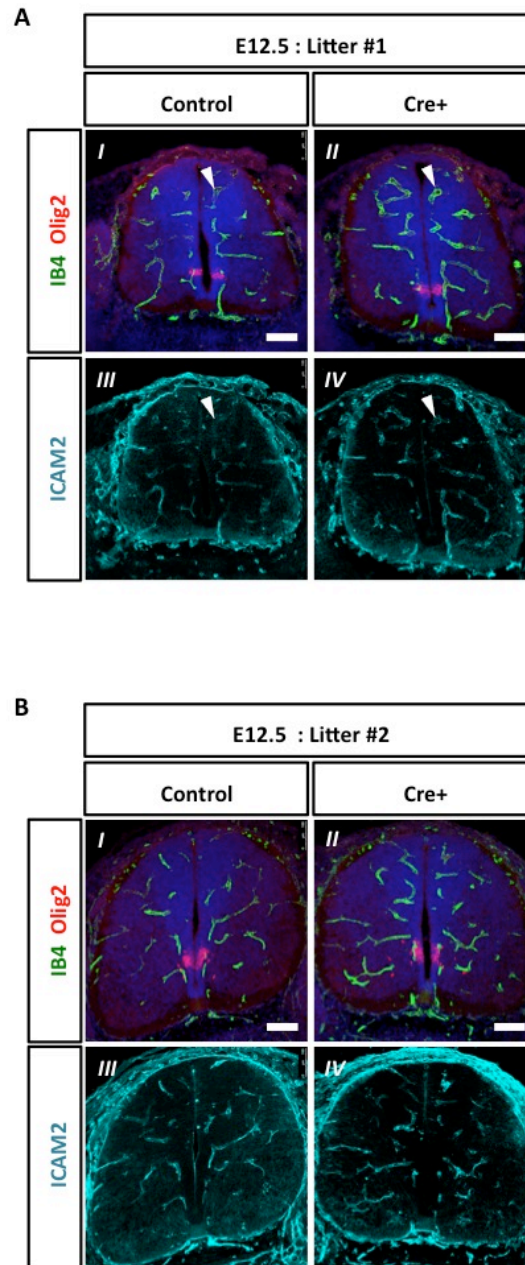 A
E12.5 : Litter #1
Control
Cre+
IB4 Olig2
I
II
ICAM2
III
IV
B
E12.5 : Litter #2
Control
Cre+
IB4 Olig2
I
II
ICAM2
III
IV